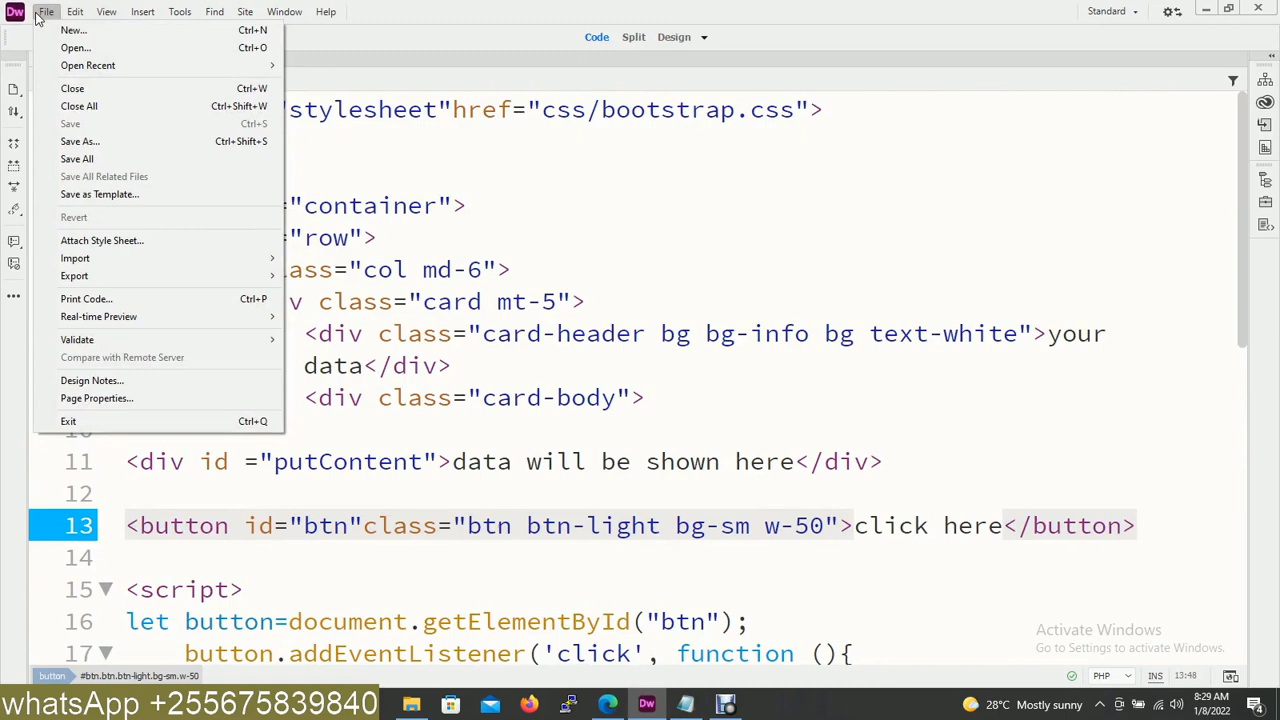 Dw File Edit View Insert Tools Find Site Window Help Standard
Code Split Design
New... Ctrl+N
Open... Ctrl+O
Open Recent
Close Ctrl+W
Close All Ctrl+Shift+W
Save Ctrl+S
Save As... Ctrl+Shift+S
Save All
Save All Related Files
Save as Template...
Revert
Attach Style Sheet...
Import
Export
Print Code...  Ctrl+P
Real-time Preview
Validate
Compare with Remote Server
Design Notes...
Page Properties...
Exit Ctrl+Q
"stylesheet"href="css/bootstrap.css">
="container">
="row">
ass="col md-6">
v class="card mt-5">
<div class="card-header bg bg-info bg text-white">your
data</div>
<div class="card-body">
11 <div id ="putContent">data will be shown here</div>
12
13 <button id="btn"class="btn btn-light bg-sm w-50">click here</button>
14
15 <script>
16 let button=document.getElementById("btn");
17 button.addEventListener('click', function (){
Activate Windows
Go to Settings to activate Windows.
button #btn.btn.btn-light.bg-sm.w-50 PHP INS 13:48
whatsApp +255675839840
Dw
28°C Mostly sunny
8:29 AM
1/8/2022
4